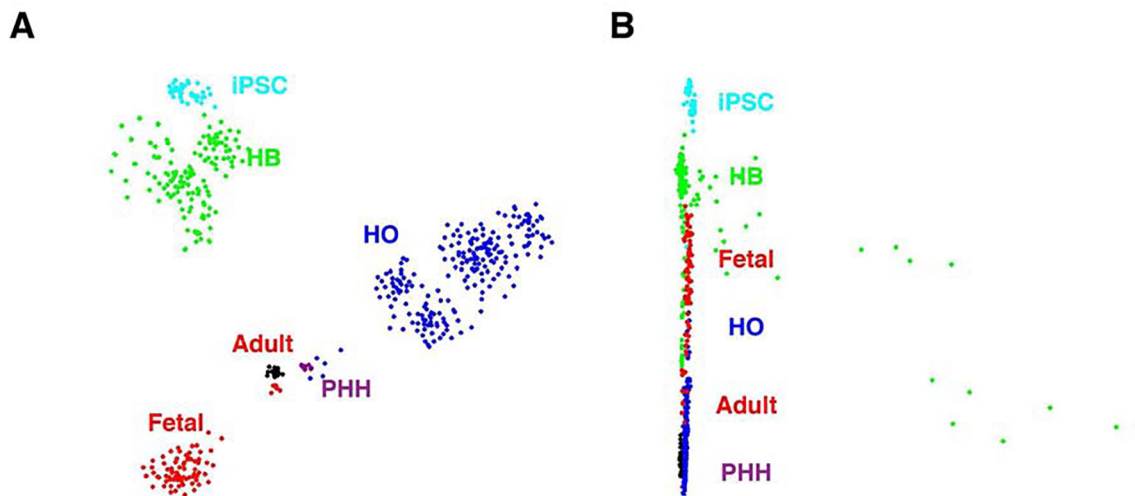 A
iPSC
HB
HO
Adult
PHH
Fetal
B
iPSC
HB
Fetal
HO
Adult
PHH